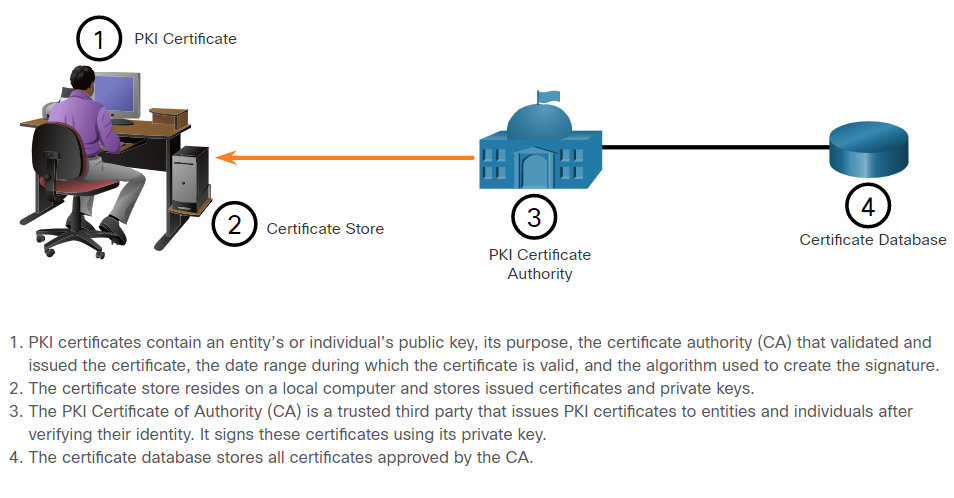 1
PKI Certificate
2
Certificate Store
3
PKI Certificate
Authority
4
Certificate Database
1. PKI certificates contain an entity’s or individual’s public key, its purpose, the certificate authority (CA) that validated and
issued the certificate, the date range during which the certificate is valid, and the algorithm used to create the signature.
2. The certificate store resides on a local computer and stores issued certificates and private keys.
3. The PKI Certificate of Authority (CA) is a trusted third party that issues PKI certificates to entities and individuals after
verifying their identity. It signs these certificates using its private key.
4. The certificate database stores all certificates approved by the CA.